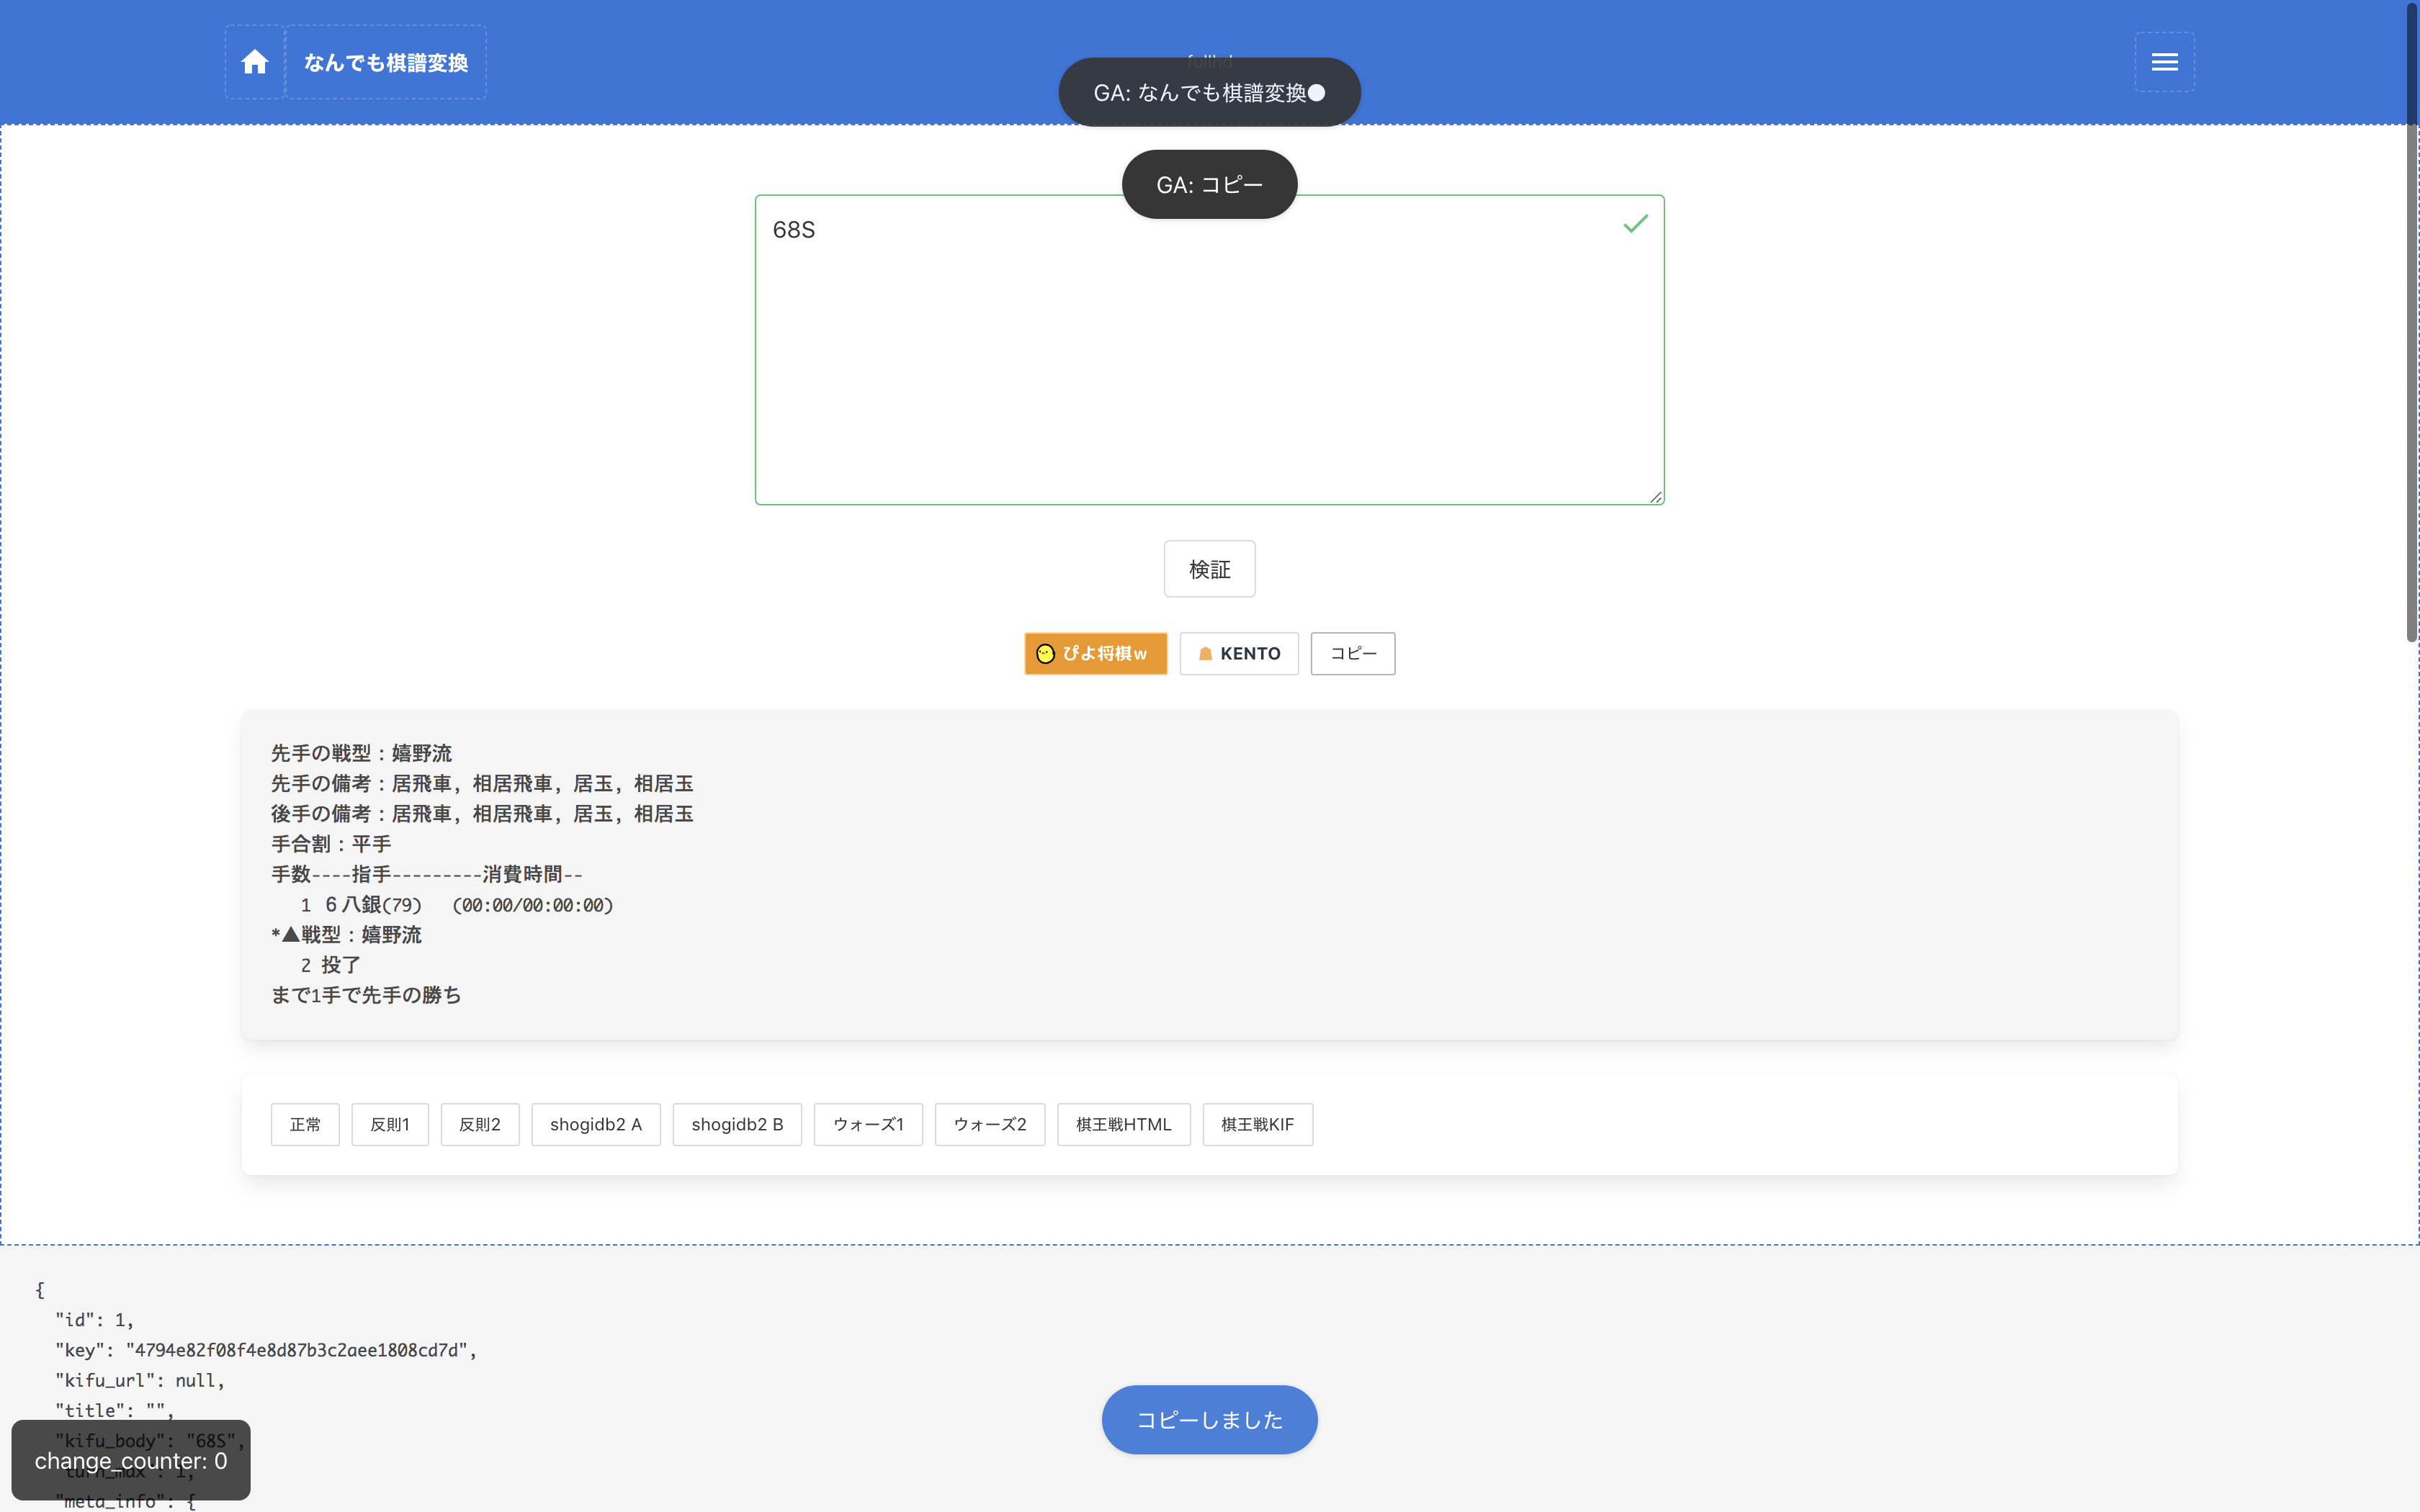 なんでも棋譜変換
fullhd
GA: なんでも棋譜変換●
GA: コピー
68S
検証
ぴよ将棋w
KENTO
コピー
先手の戦型：嬉野流
先手の備考：居飛車, 相居飛車, 居玉, 相居玉
後手の備考：居飛車, 相居飛車, 居玉, 相居玉
手合割：平手
手数----指手---------消費時間--
1 ６八銀(79) (00:00/00:00:00)
*▲戦型：嬉野流
2 投了
まで1手で先手の勝ち
正常
反則1
反則2
shogidb2 A
shogidb2 B
ウォーズ1
ウォーズ2
棋王戦HTML
棋王戦KIF
{
"id": 1,
"key": "4794e82f08f4e8d87b3c2aee1808cd7d",
"kifu_url": null,
"title": "",
"kifu_body": "68S",
"turn_max": 1,
"meta_info": {
change_counter: 0
コピーしました